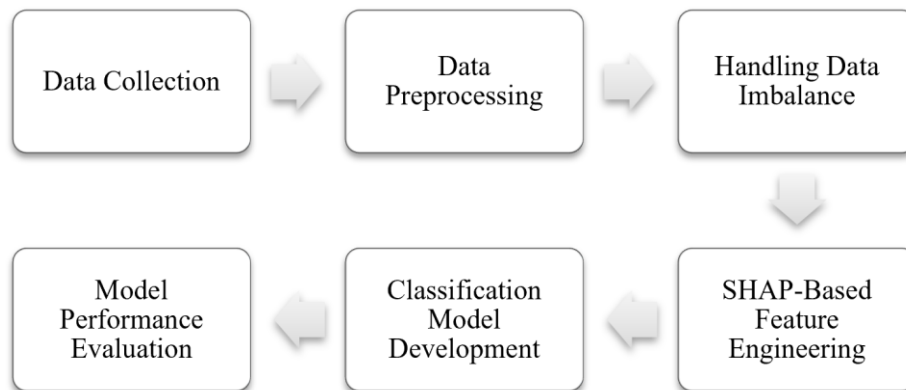 Data Collection
Data
Preprocessing
Handling Data
Imbalance
SHAP-Based
Feature
Engineering
Classification
Model
Development
Model
Performance
Evaluation